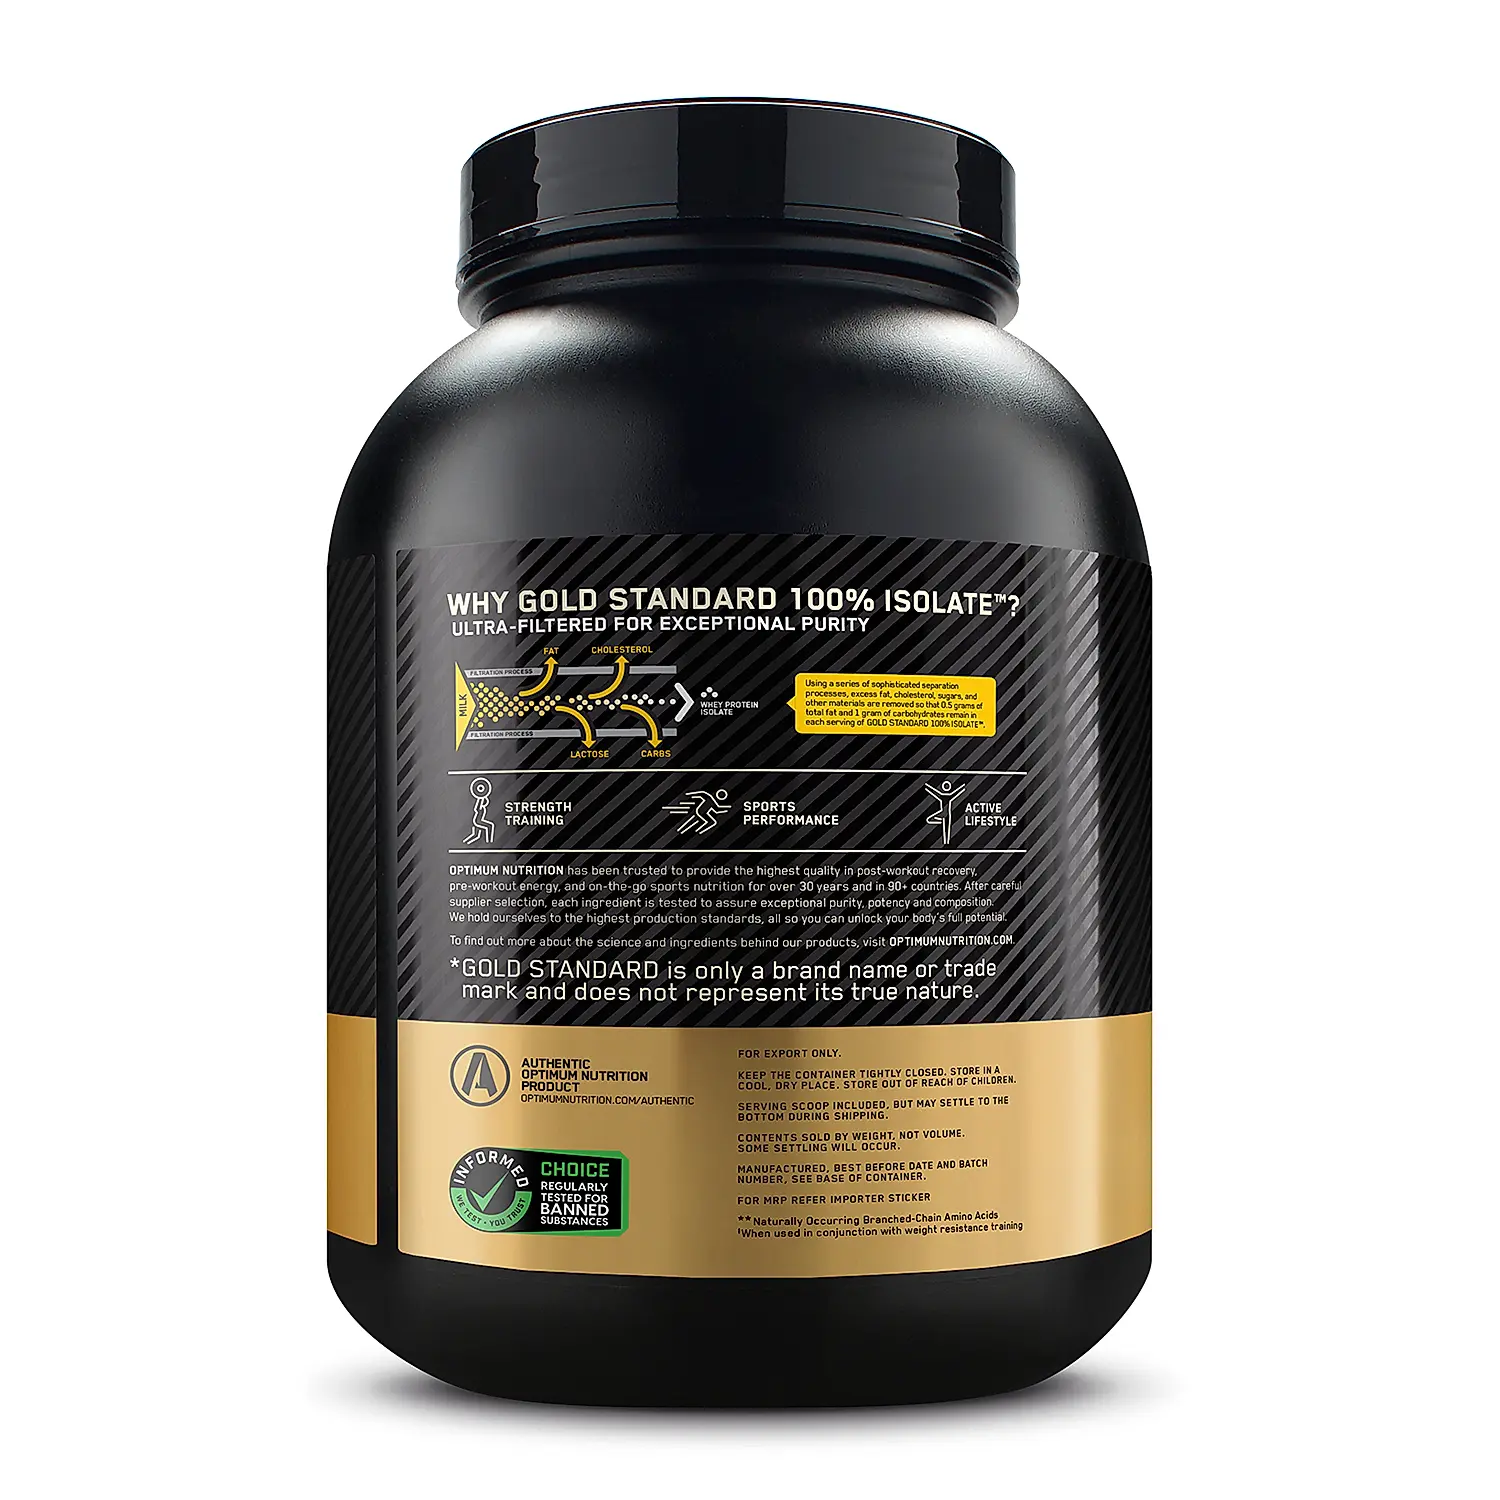 WHY GOLD STANDARD 100% ISOLATE™?
ULTRA-FILTERED FOR EXCEPTIONAL PURITY
FAT
CHOLESTEROL
FILTRATION PROCESS
MILK
WHEY PROTEIN
ISOLATE
FILTRATION PROCESS
LACTOSE
CARBS
Using a series of sophisticated separation
processes, excess fat, cholesterol, sugars, and
other materials are removed so that 0.5 grams of
total fat and 1 gram of carbohydrates remain in
each serving of GOLD STANDARD 100% ISOLATE™.
STRENGTH
TRAINING
SPORTS
PERFORMANCE
ACTIVE
LIFESTYLE
OPTIMUM NUTRITION has been trusted to provide the highest quality in post-workout recovery,
pre-workout energy, and on-the-go sports nutrition for over 30 years and in 90+ countries. After careful
supplier selection, each ingredient is tested to assure exceptional purity, potency and composition.
We hold ourselves to the highest production standards, all so you can unlock your body's full potential.
To find out more about the science and ingredients behind our products, visit OPTIMUMNUTRITION.COM.
*GOLD STANDARD is only a brand name or trade
mark and does not represent its true nature.
AUTHENTIC
OPTIMUM NUTRITION
PRODUCT
OPTIMUMNUTRITION.COM/AUTHENTIC
INFORMED
WE TEST • YOU TRUST
CHOICE
REGULARLY
TESTED FOR
BANNED
SUBSTANCES
FOR EXPORT ONLY.
KEEP THE CONTAINER TIGHTLY CLOSED. STORE IN A
COOL, DRY PLACE. STORE OUT OF REACH OF CHILDREN.
SERVING SCOOP INCLUDED, BUT MAY SETTLE TO THE
BOTTOM DURING SHIPPING.
CONTENTS SOLD BY WEIGHT, NOT VOLUME.
SOME SETTLING WILL OCCUR.
MANUFACTURED, BEST BEFORE DATE AND BATCH
NUMBER, SEE BASE OF CONTAINER.
FOR MRP REFER IMPORTER STICKER
**Naturally Occurring Branched-Chain Amino Acids
ᶦWhen used in conjunction with weight resistance training